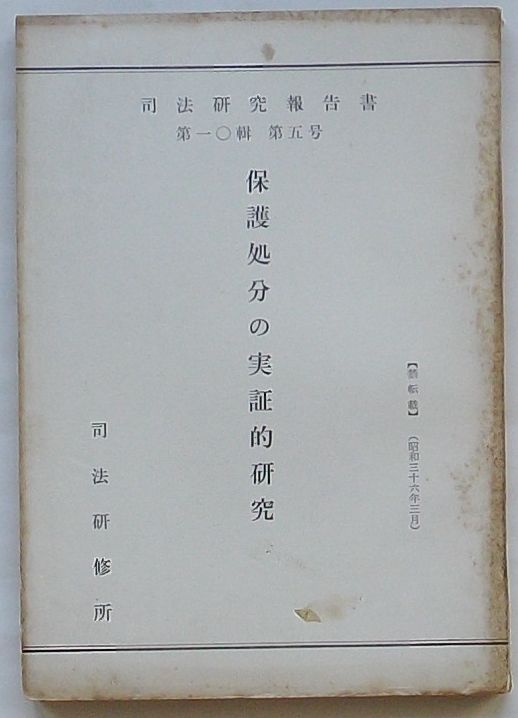 司法研究報告書
第一〇輯 第五号
【禁転載】 (昭和三十六年三月)
保護処分の実証的研究
司法研修所